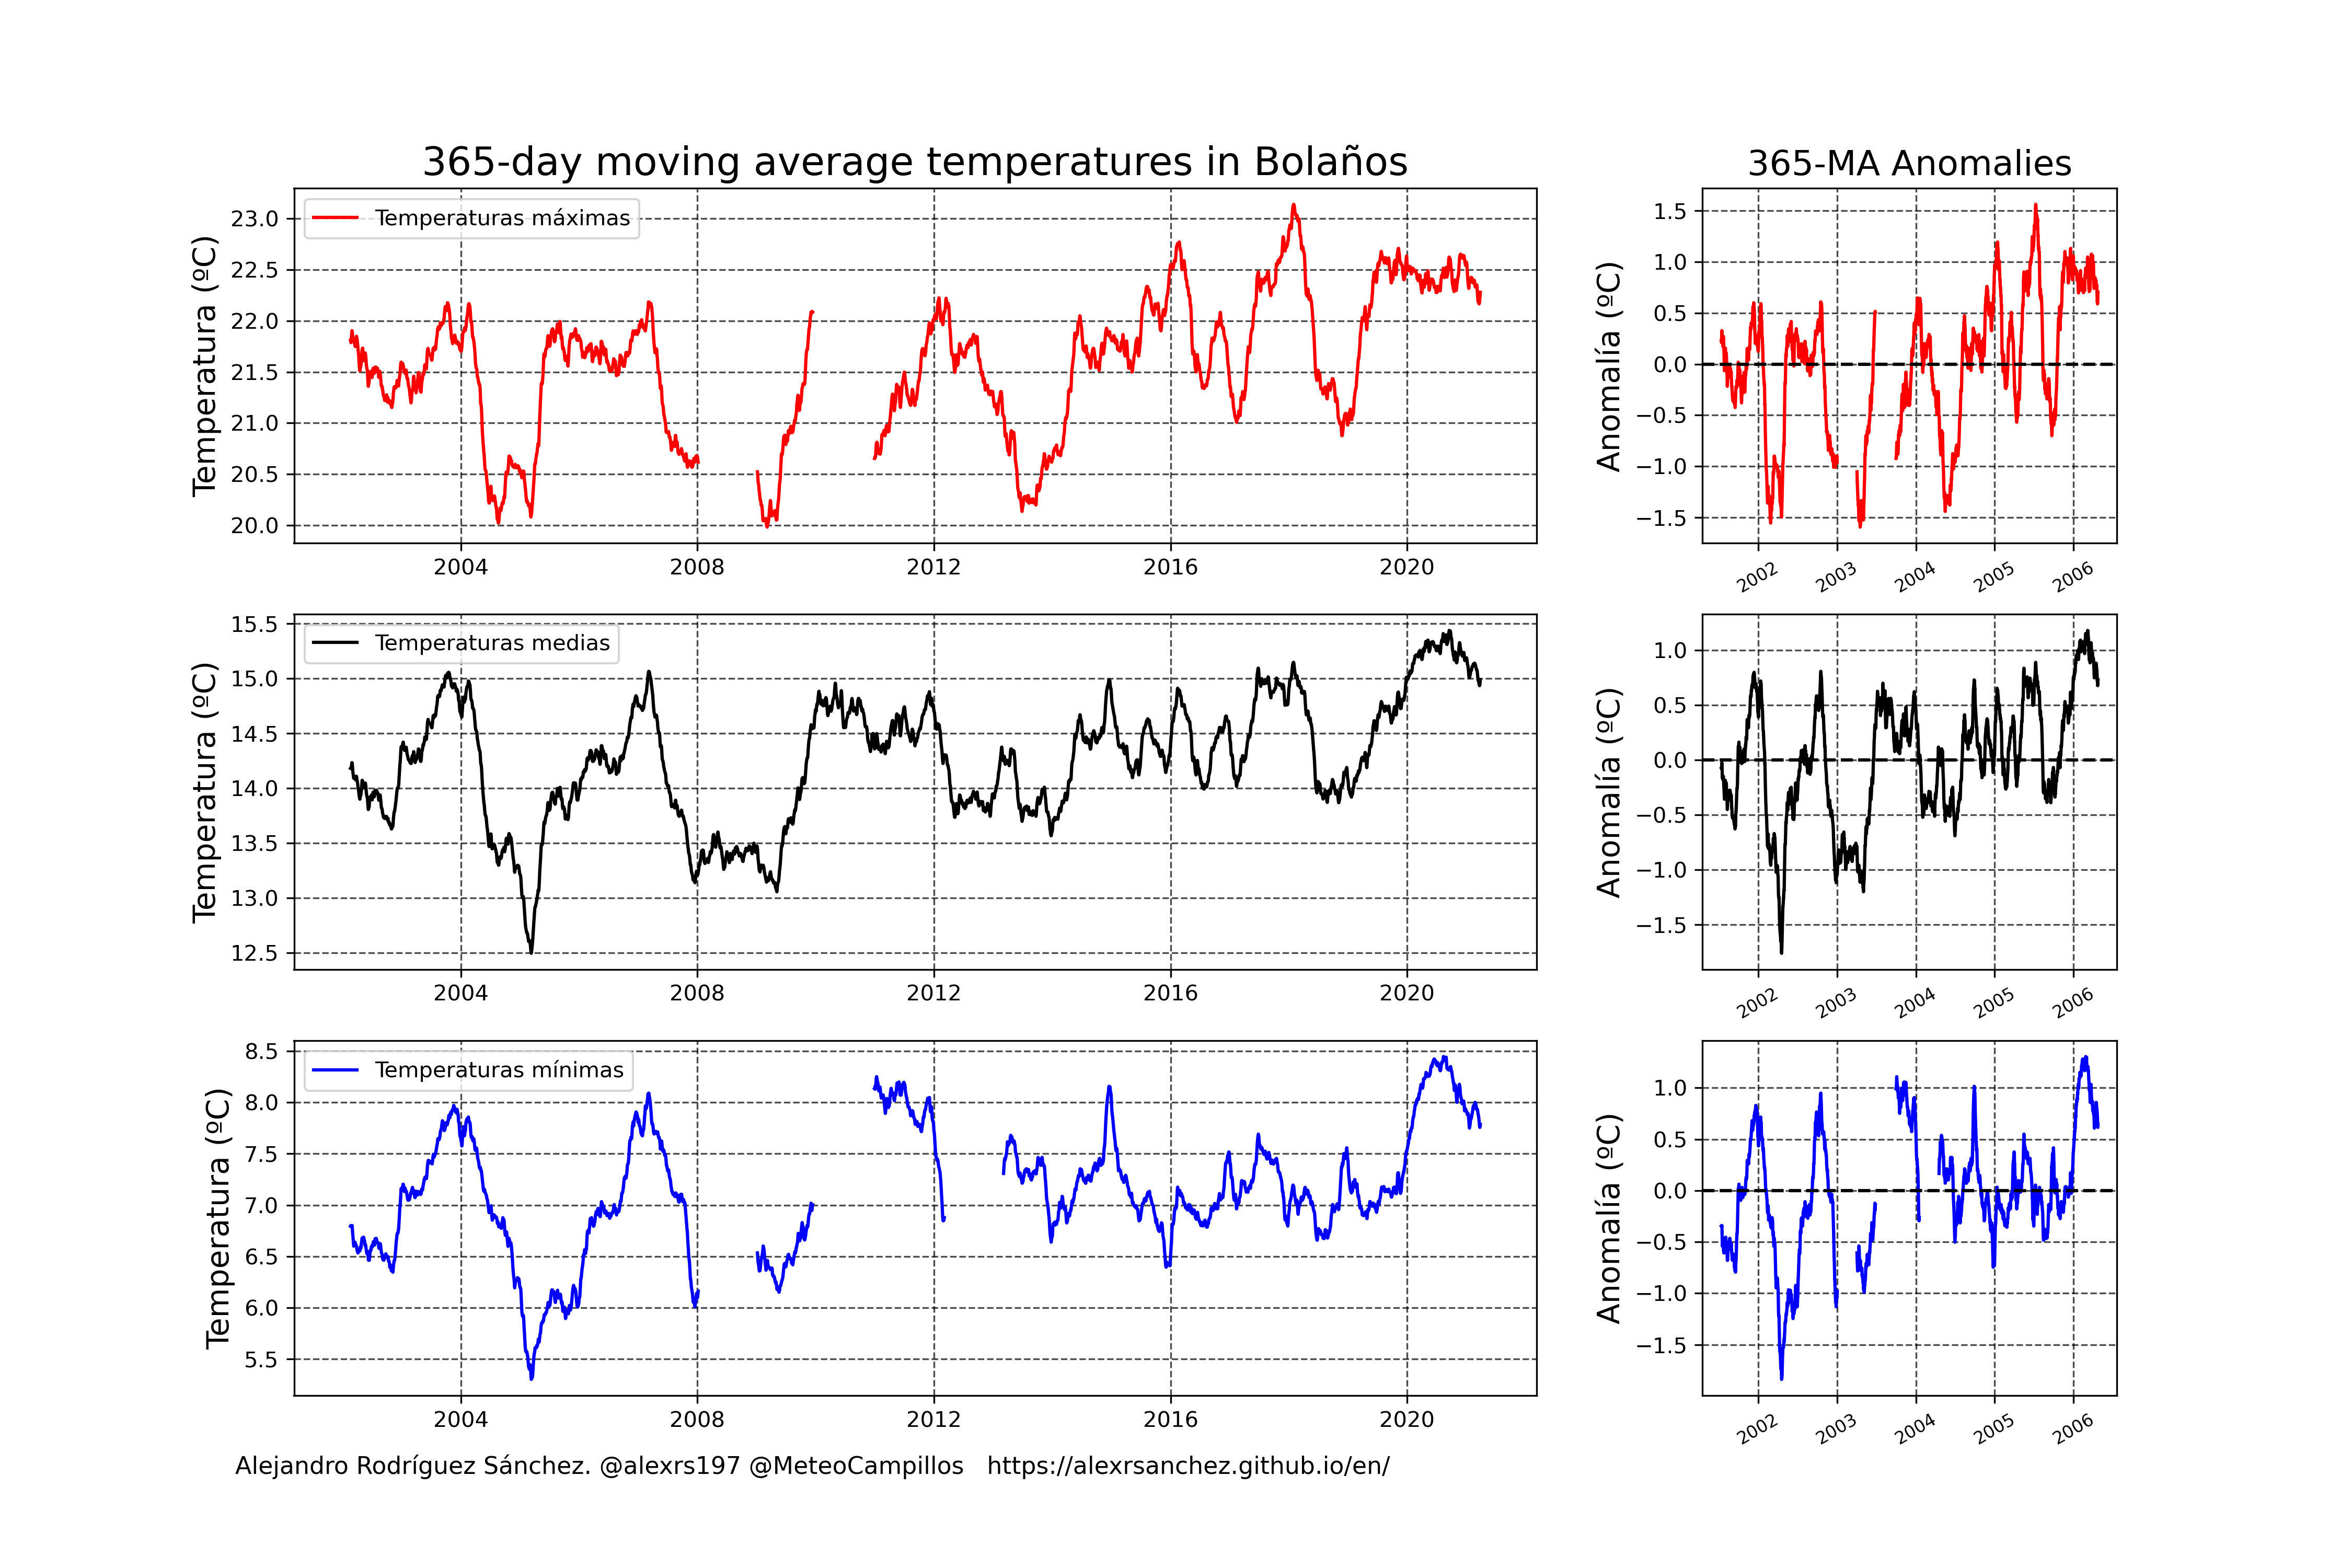 365-day moving average temperatures in Bolaños
365-MA Anomalies
Temperatura (ºC)
23.0
22.5
22.0
21.5
21.0
20.5
20.0
Temperaturas máximas
2004 2008 2012 2016 2020
Anomalía (ºC)
1.5
1.0
0.5
0.0
−0.5
−1.0
−1.5
2002 2003 2004 2005 2006
Temperatura (ºC)
15.5
15.0
14.5
14.0
13.5
13.0
12.5
Temperaturas medias
2004 2008 2012 2016 2020
Anomalía (ºC)
1.0
0.5
0.0
−0.5
−1.0
−1.5
2002 2003 2004 2005 2006
Temperatura (ºC)
8.5
8.0
7.5
7.0
6.5
6.0
5.5
Temperaturas mínimas
2004 2008 2012 2016 2020
Anomalía (ºC)
1.0
0.5
0.0
−0.5
−1.0
−1.5
2002 2003 2004 2005 2006
Alejandro Rodríguez Sánchez. @alexrs197 @MeteoCampillos https://alexrsanchez.github.io/en/